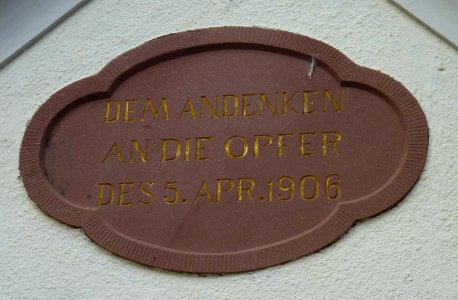 DEM ANDENKEN
AN DIE OPFER
DES 5. APR. 1906